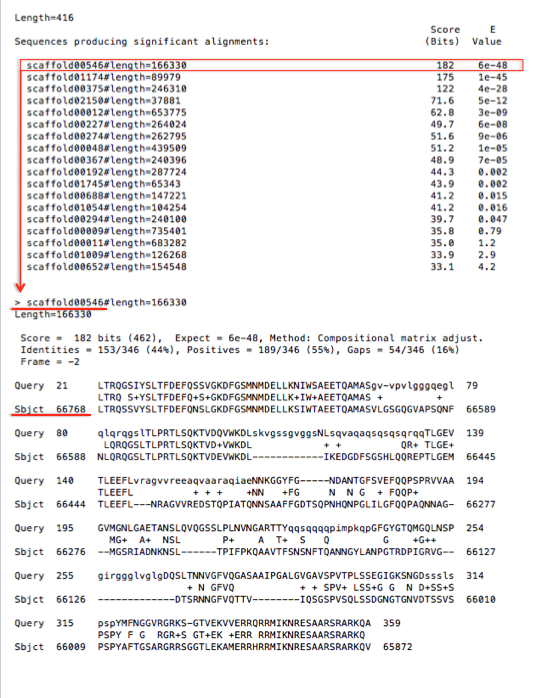 Length=416
Score E
Sequences producing significant alignments: (Bits) Value
scaffold00546#length=166330 182 6e-48
scaffold01174#length=89979 175 1e-45
scaffold00375#length=246310 122 4e-28
scaffold02150#length=37881 71.6 5e-12
scaffold00012#length=653775 62.8 3e-09
scaffold00227#length=264024 49.7 6e-08
scaffold00274#length=262795 51.6 9e-06
scaffold00048#length=439509 51.2 1e-05
scaffold00367#length=240396 48.9 7e-05
scaffold00192#length=287724 44.3 0.002
scaffold01745#length=65343 43.9 0.002
scaffold00688#length=147221 41.2 0.015
scaffold01054#length=104254 41.2 0.016
scaffold00294#length=240100 39.7 0.047
scaffold00009#length=735401 35.8 0.79
scaffold00011#length=683282 35.0 1.2
scaffold01009#length=126268 33.9 2.9
scaffold00652#length=154548 33.1 4.2
> scaffold00546#length=166330
Length=166330
Score = 182 bits (462), Expect = 6e-48, Method: Compositional matrix adjust.
Identities = 153/346 (44%), Positives = 189/346 (55%), Gaps = 54/346 (16%)
Frame = -2
Query 21 LTRQGSIYSLTFDEFQSSVGKDFGSMNMDELLKNIWSAEETQAMASgv-vpvlgggqegl 79
LTRQ S+YSLTFDEFQ+S+GKDFGSMNMDELLK+IW+AEETQAMAS + +
Sbjct 66768 LTRQSSVYSLTFDEFQNSLGKDFGSMNMDELLKSIWTAEETQAMASVLGSGQGVAPSQNF 66589
Query 80 qlqrqgslTLPRTLSQKTVDQVWKDLskvgssgvggsNLsqvaqaqsqsqsqrqqTLGEV 139
LQRQGSLTLPRTLSQKTVD+VWKDL + + QR+ TLGE+
Sbjct 66588 NLQRQGSLTLPRTLSQKTVDEVWKDL------------IKEDGDFSGSHLQQREPTLGEM 66445
Query 140 TLEEFLvragvvreeaqvaaraqiaeNNKGGYFG-----NDANTGFSVEFQQPSPRVVAA 194
TLEEFL + + + +NN +FG N N G + FQQP+
Sbjct 66444 TLEEFL---NRAGVVREDSTQPIATQNNSAAFFGDTSQPNHQNPGLILGFQQPAQNNAG- 66277
Query 195 GVMGNLGAETANSLQVQGSSLPLNVNGARTTYqqsqqqqpimpkqpGFGYGTQMGQLNSP 254
MG+ A+ NSL P+ A T+ S Q G +G++
Sbjct 66276 --MGSRIADNKNSL------TPIFPKQAAVTFSNSNFTQANNGYLANPGTRDPIGRVG-- 66127
Query 255 girggglvglgDQSLTNNVGFVQGASAAIPGALGVGAVSPVTPLSSEGIGKSNGDsssls 314
+ N GFVQ + + SPV+ LSS+G G N D+SS+S
Sbjct 66126 -------------DTSRNNGFVQTTV--------IQSGSPVSQLSSDGNGTGNVDTSSVS 66010
Query 315 pspYMFNGGVRGRKS-GTVEKVVERRQRRMIKNRESAARSRARKQA 359
PSPY F G RGR+S GT+EK +ERR RRMIKNRESAARSRARKQ
Sbjct 66009 PSPYAFTGSARGRRSGGTLEKAMERRHRRMIKNRESAARSRARKQV 65872